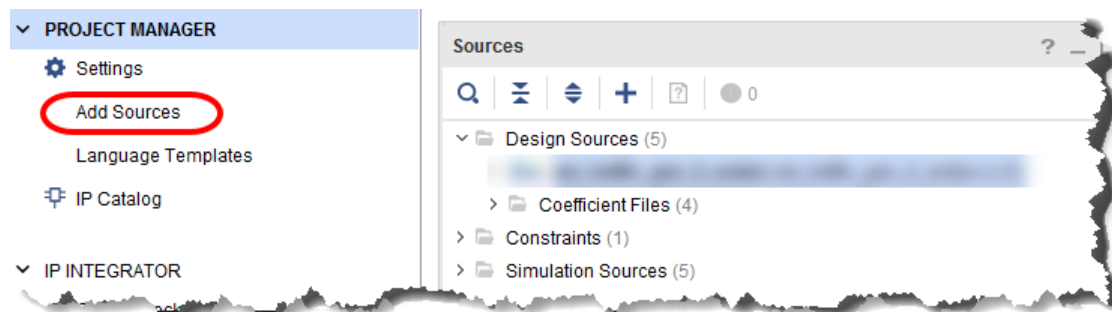 PROJECT MANAGER
Settings
Add Sources
Language Templates
IP Catalog
IP INTEGRATOR
Sources
? _
0
Design Sources (5)
Coefficient Files (4)
Constraints (1)
Simulation Sources (5)